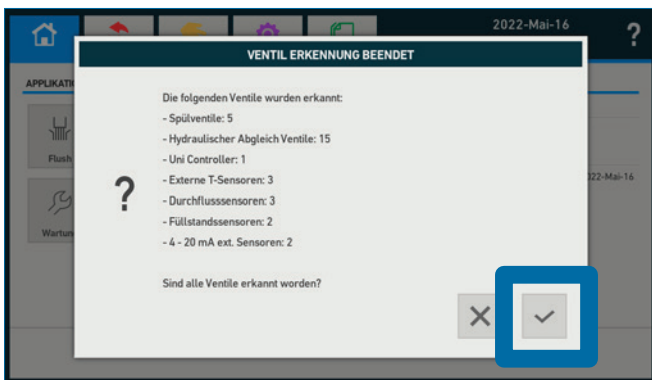 2022-Mai-16
?
VENTIL ERKENNUNG BEENDET
APPLIKATI
Flush
Wartun
022-Mai-16
Die folgenden Ventile wurden erkannt:
- Spülventile: 5
- Hydraulischer Abgleich Ventile: 15
- Uni Controller: 1
- Externe T-Sensoren: 3
- Durchflusssensoren: 3
- Füllstandssensoren: 2
- 4 - 20 mA ext. Sensoren: 2
?
Sind alle Ventile erkannt worden?